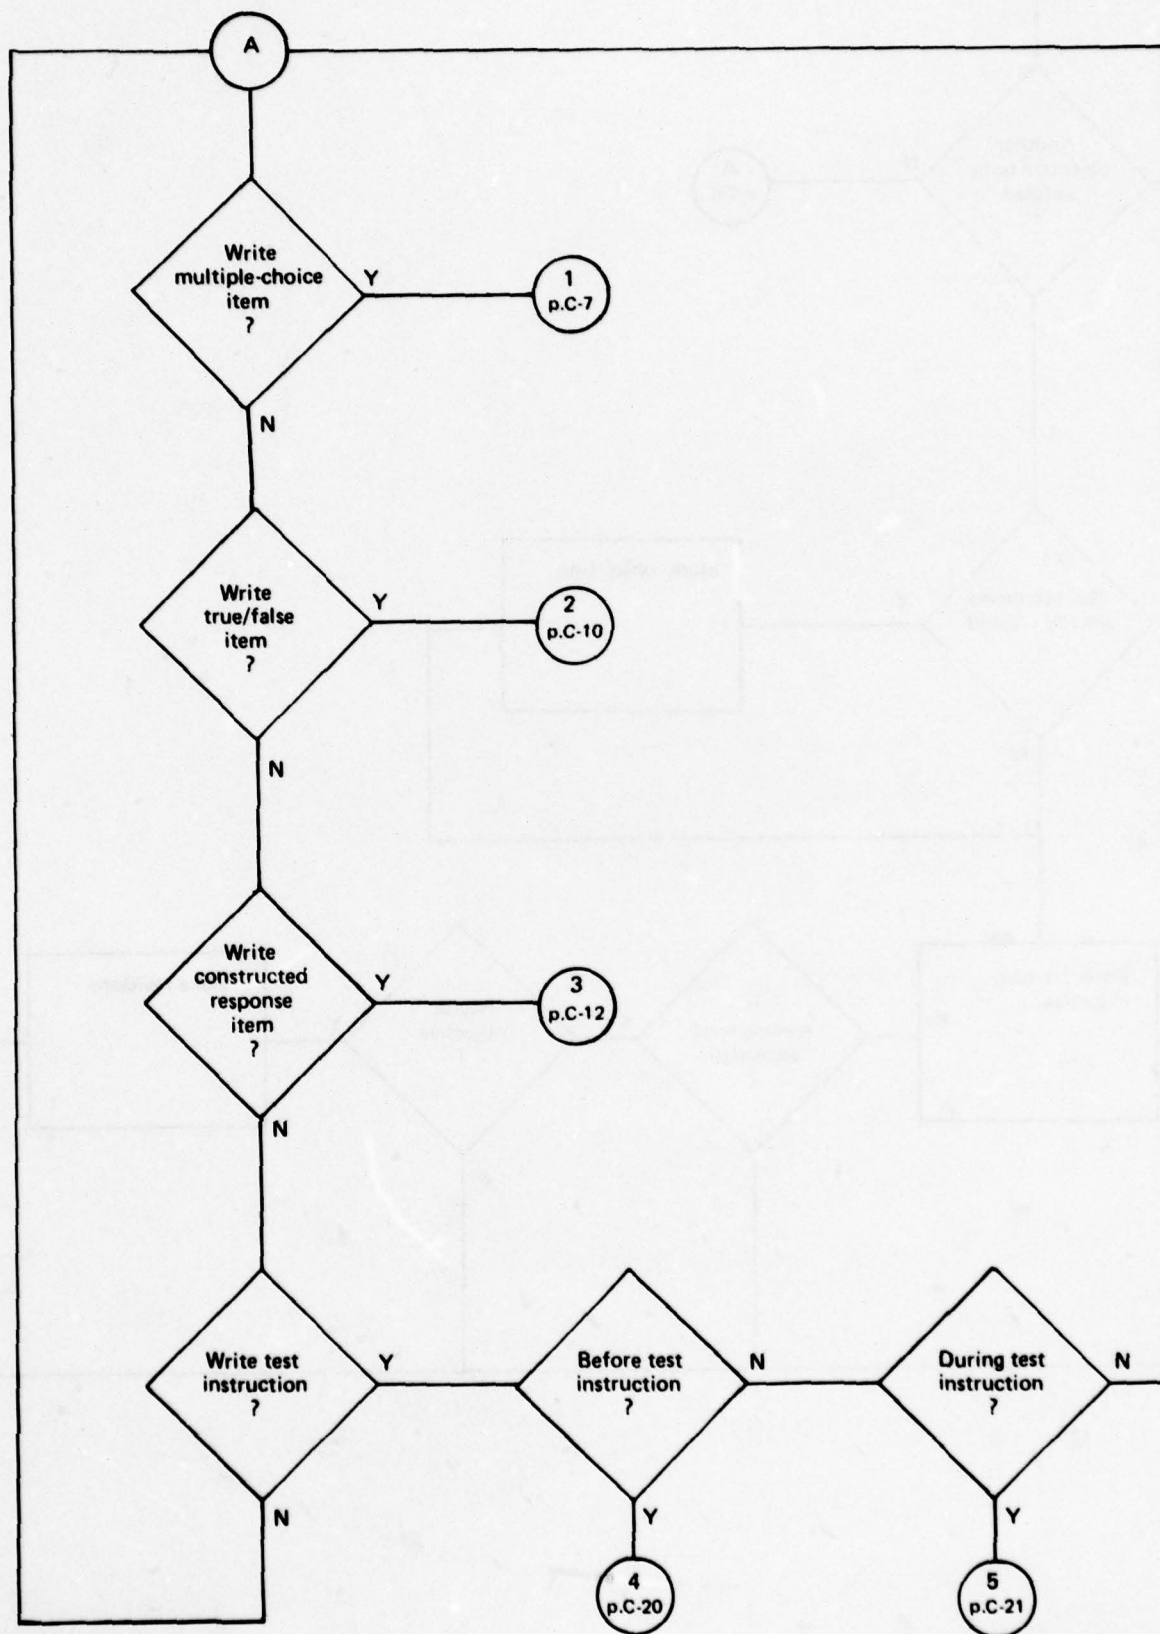 A
Write
multiple-choice
item
?
Y
1
p.C-7
N
Write
true/false
item
?
Y
2
p.C-10
N
Write
constructed
response
item
?
Y
3
p.C-12
N
Write test
instruction
?
Y
Before test
instruction
?
N
During test
instruction
?
N
N
Y
Y
4
p.C-20
5
p.C-21